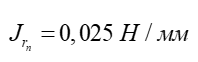 J_{r_n} = 0,025 H / мм